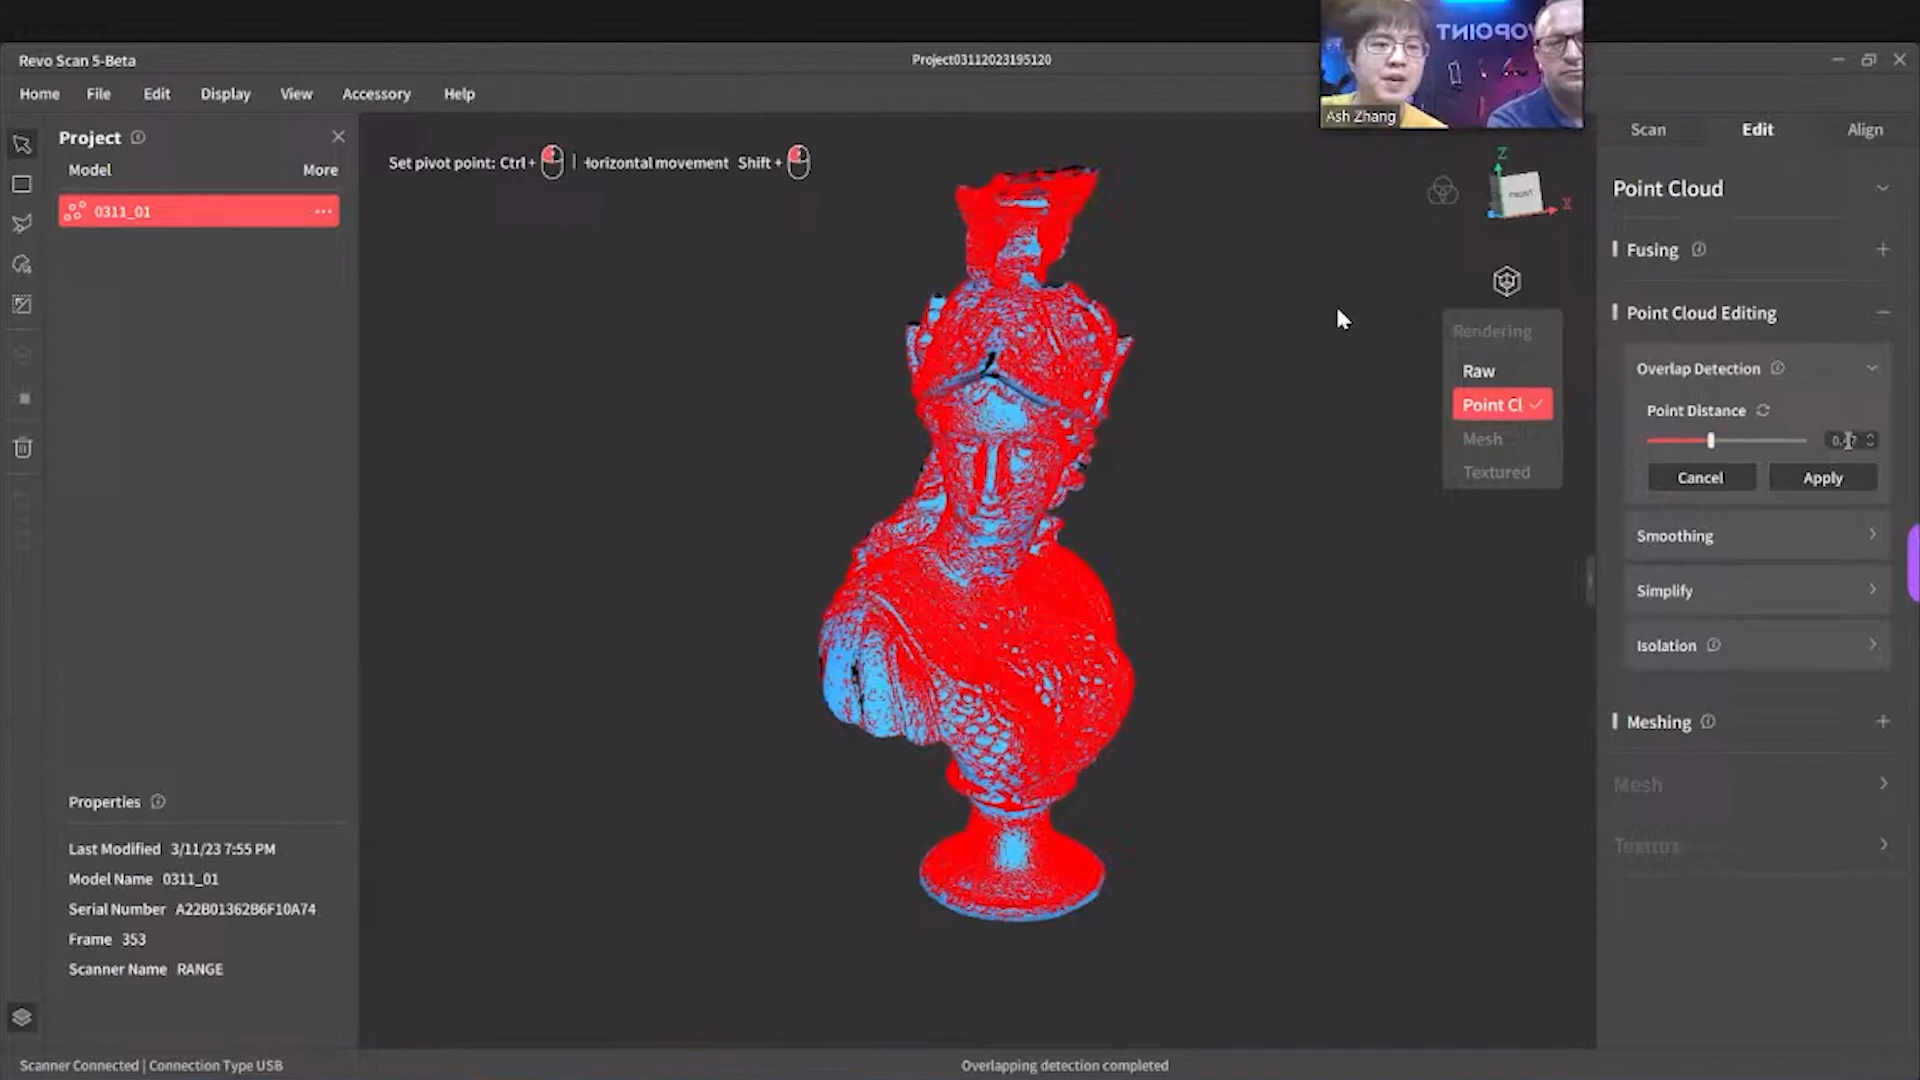 Revo Scan 5-Beta
Project03112023195120
Home File Edit Display View Accessory Help
Ash Zhang
Project
Model More
0311_01
Set pivot point: Ctrl + | Horizontal movement Shift +
Z
X
FRONT
Rendering
Raw
Point Cl
Mesh
Textured
Scan Edit Align
Point Cloud
Fusing
Point Cloud Editing
Overlap Detection
Point Distance
Cancel Apply
Smoothing
Simplify
Isolation
Meshing
Mesh
Properties
Last Modified 3/11/23 7:55 PM
Model Name 0311_01
Serial Number A22B01362B6F10A74
Frame 353
Scanner Name RANGE
Scanner Connected | Connection Type USB
Overlapping detection completed